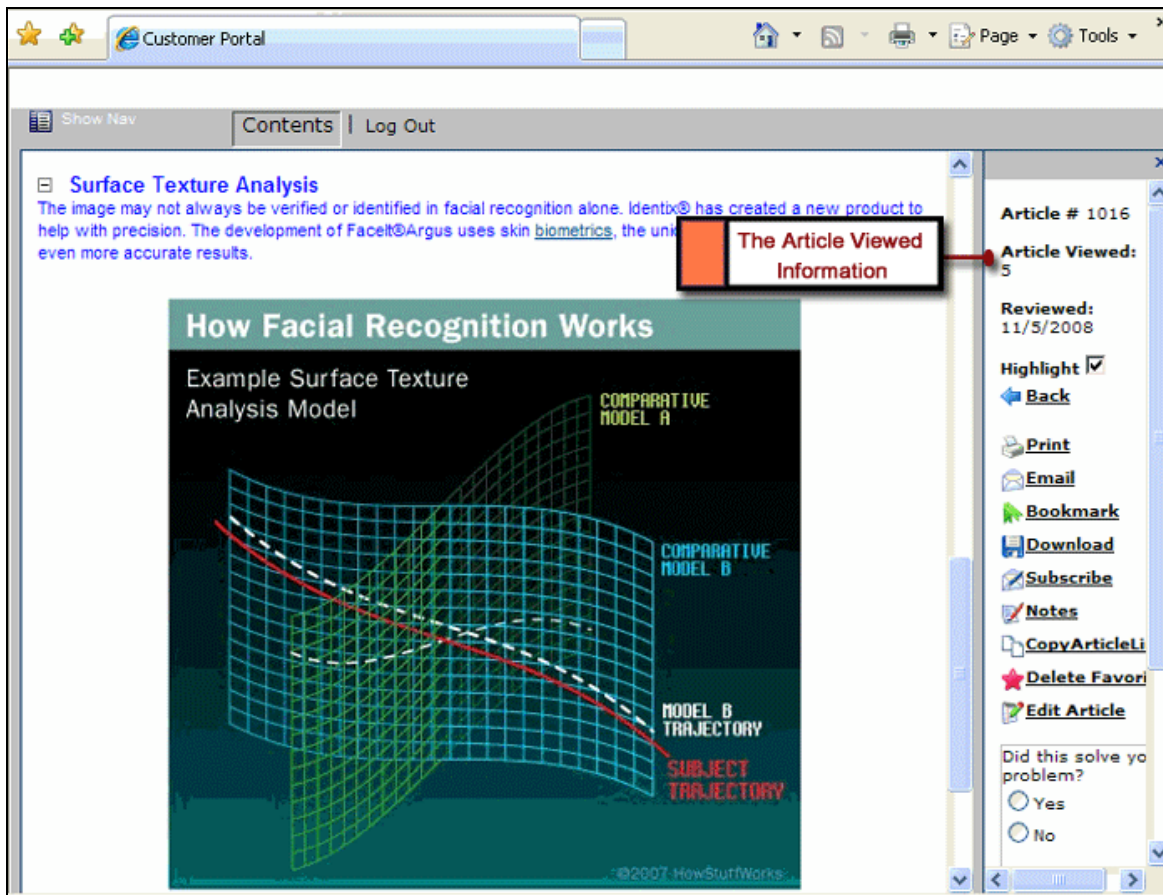 Customer Portal
Page
Tools
Show Nav
Contents | Log Out
Surface Texture Analysis
The image may not always be verified or identified in facial recognition alone. Identix® has created a new product to
help with precision. The development of FaceIt®Argus uses skin biometrics, the
even more accurate results.
The Article Viewed
Information
How Facial Recognition Works
Example Surface Texture
Analysis Model
COMPARATIVE
MODEL A
COMPARATIVE
MODEL B
MODEL B
TRAJECTORY
SUBJECT
TRAJECTORY
©2007 HowStuffWorks
Article # 1016
Article Viewed:
5
Reviewed:
11/5/2008
Highlight
Back
Print
Email
Bookmark
Download
Subscribe
Notes
CopyArticleLi
Delete Favori
Edit Article
Did this solve yo
problem?
Yes
No